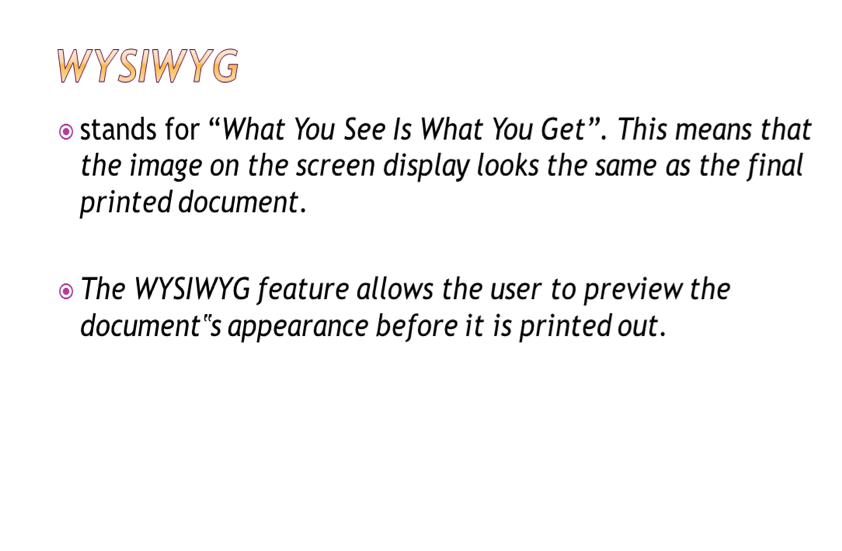 WYSIWYG
stands for “What You See Is What You Get”. This means that
the image on the screen display looks the same as the final
printed document.
The WYSIWYG feature allows the user to preview the
document‟s appearance before it is printed out.